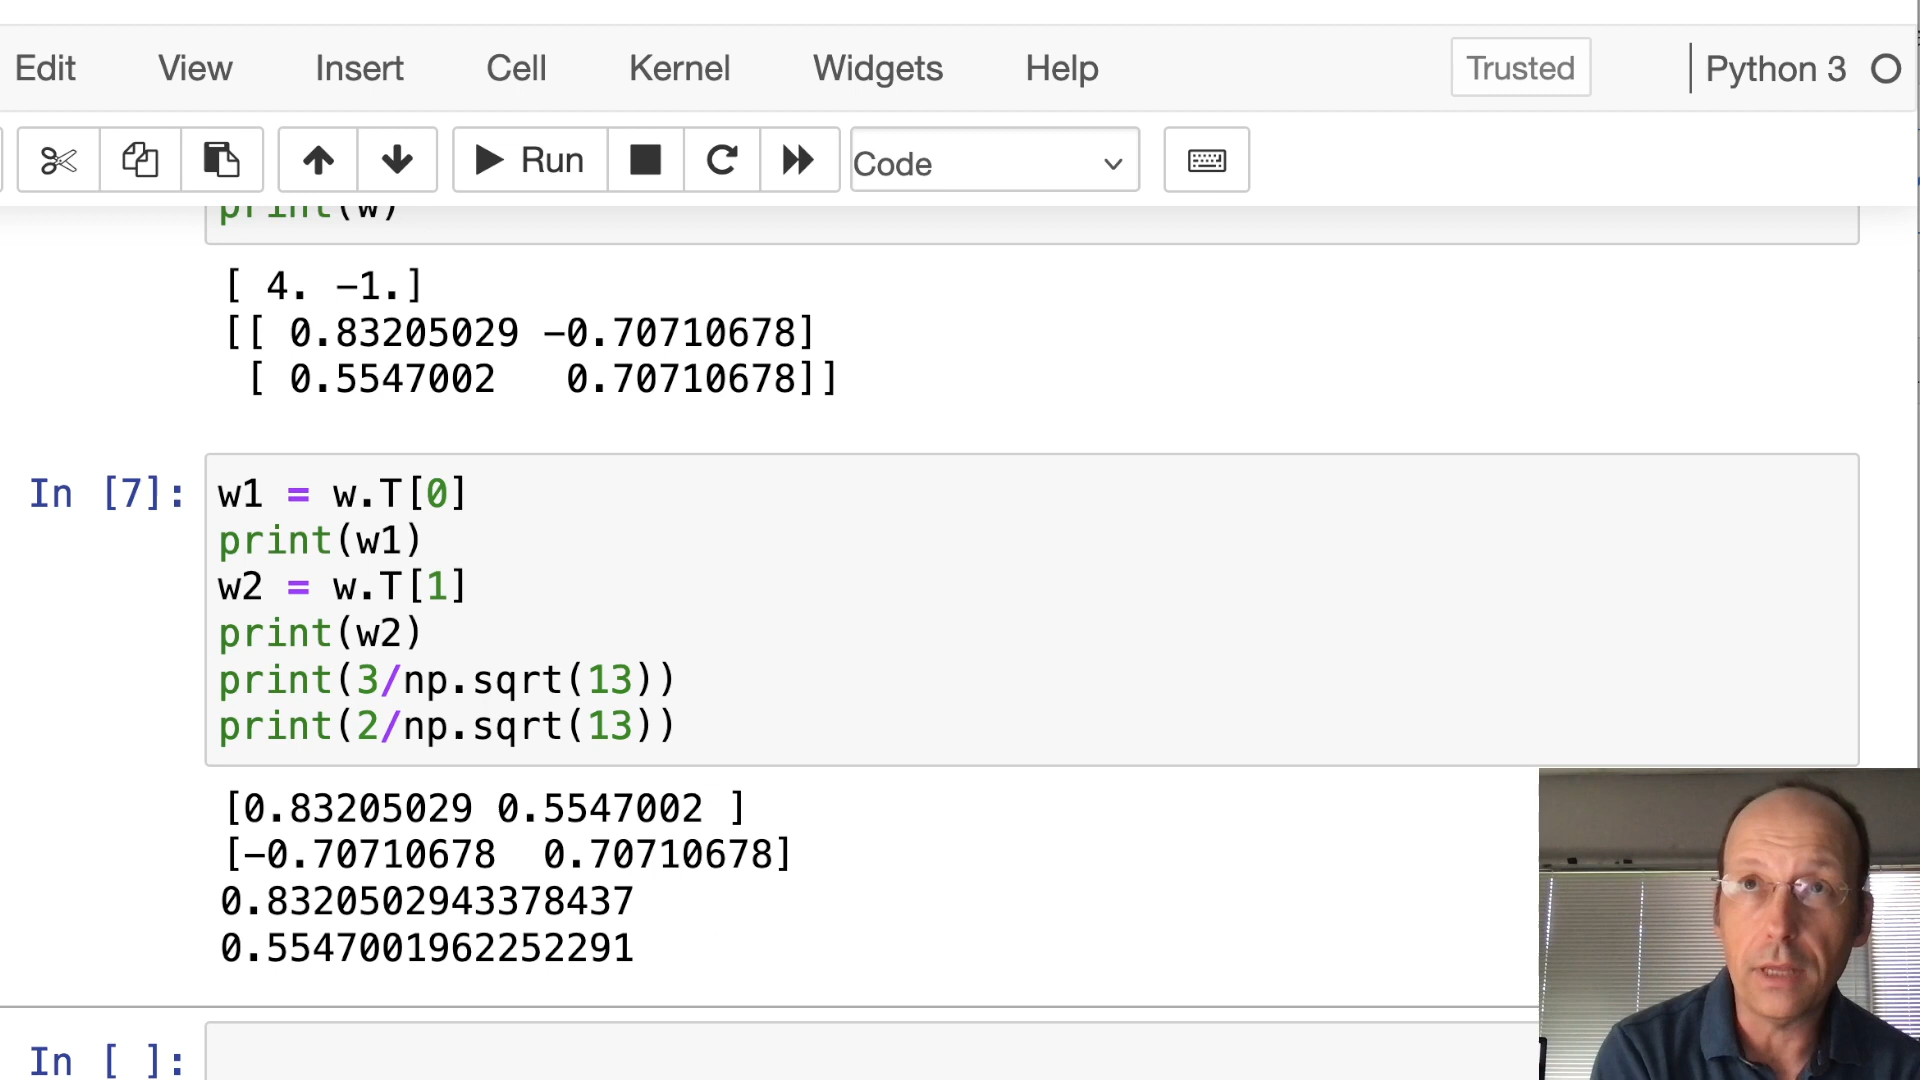 Edit View Insert Cell Kernel Widgets Help Trusted Python 3
Run Code
print(w)
[ 4. -1.]
[[ 0.83205029 -0.70710678]
 [ 0.5547002   0.70710678]]
In [7]: w1 = w.T[0]
print(w1)
w2 = w.T[1]
print(w2)
print(3/np.sqrt(13))
print(2/np.sqrt(13))
[0.83205029 0.5547002 ]
[-0.70710678  0.70710678]
0.8320502943378437
0.5547001962252291
In [ ]: